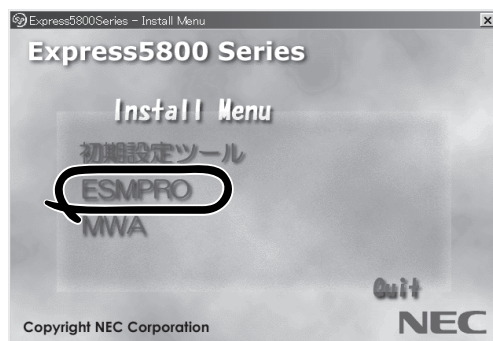 Express5800Series - Install Menu
Express5800 Series
Install Menu
初期設定ツール
ESMPRO
MWA
Quit
Copyright NEC Corporation
NEC